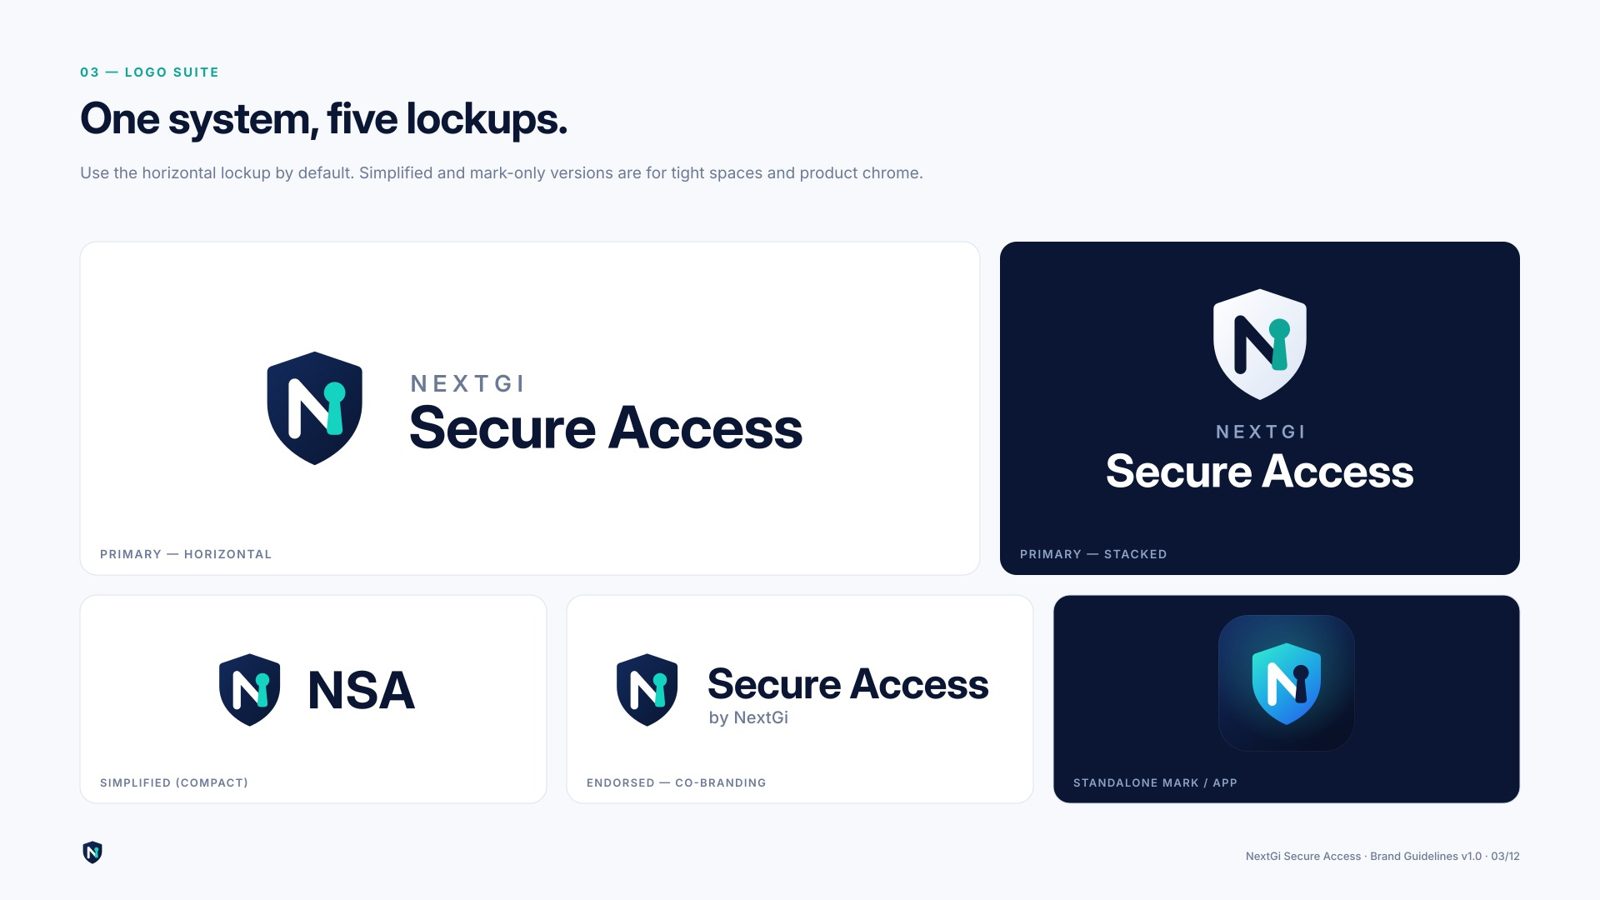 03 — LOGO SUITE
One system, five lockups.
Use the horizontal lockup by default. Simplified and mark-only versions are for tight spaces and product chrome.
NEXTGI
Secure Access
PRIMARY — HORIZONTAL
NEXTGI
Secure Access
PRIMARY — STACKED
NSA
SIMPLIFIED (COMPACT)
Secure Access
by NextGi
ENDORSED — CO-BRANDING
STANDALONE MARK / APP
NextGi Secure Access · Brand Guidelines v1.0 · 03/12